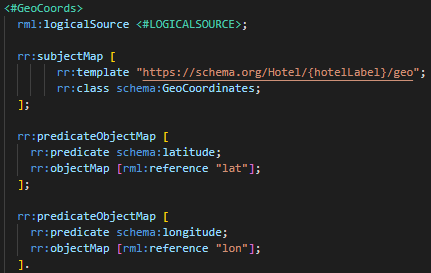 <#GeoCoords>
rml:logicalSource <#LOGICALSOURCE>;
rr:subjectMap [
rr:template "https://schema.org/Hotel/{hotelLabel}/geo";
rr:class schema:GeoCoordinates;
];
rr:predicateObjectMap [
rr:predicate schema:latitude;
rr:objectMap [rml:reference "lat"];
];
rr:predicateObjectMap [
rr:predicate schema:longitude;
rr:objectMap [rml:reference "lon"];
].